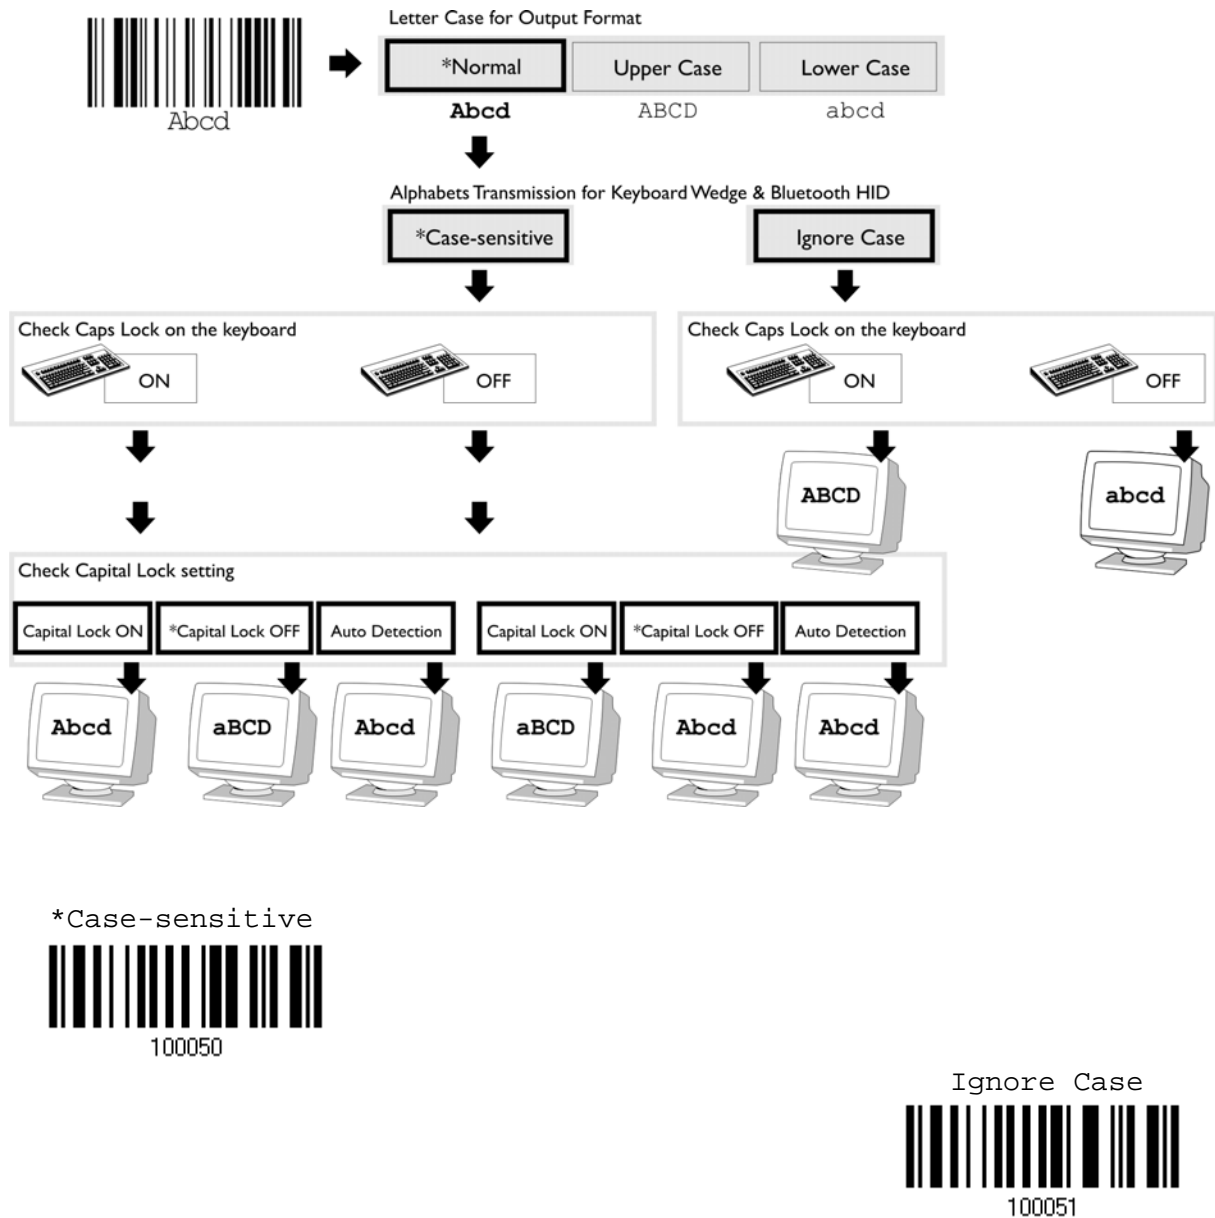 Letter Case for Output Format
*Normal Upper Case Lower Case
Abcd
Abcd ABCD abcd
Alphabets Transmission for Keyboard Wedge & Bluetooth HID
*Case-sensitive Ignore Case
Check Caps Lock on the keyboard Check Caps Lock on the keyboard
ON OFF ON OFF
ABCD abcd
Check Capital Lock setting
Capital Lock ON *Capital Lock OFF Auto Detection Capital Lock ON *Capital Lock OFF Auto Detection
Abcd aBCD Abcd aBCD Abcd Abcd
*Case-sensitive
100050
Ignore Case
100051